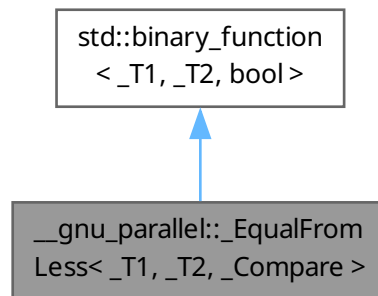 std::binary_function
< _T1, _T2, bool >
__gnu_parallel::_EqualFrom
Less< _T1, _T2, _Compare >